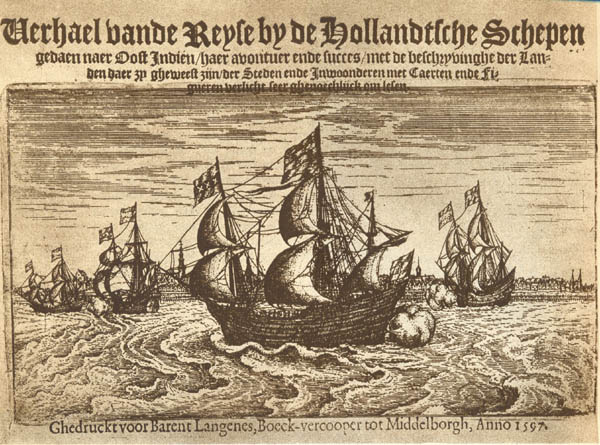 Verhael vande Reyse by de Hollandtsche Schepen
gedaen naer Oost Indien/haer avontuer ende succes/met de beschryvinghe der Lan-
den daer zy gheweest zijn/der Steden ende Inwoonderen met Caerten ende Fi-
gueren verlicht seer ghenoechlijck om lesen.
Ghedruckt voor Barent Langenes, Boeck-vercooper tot Middelborgh, Anno 1597.